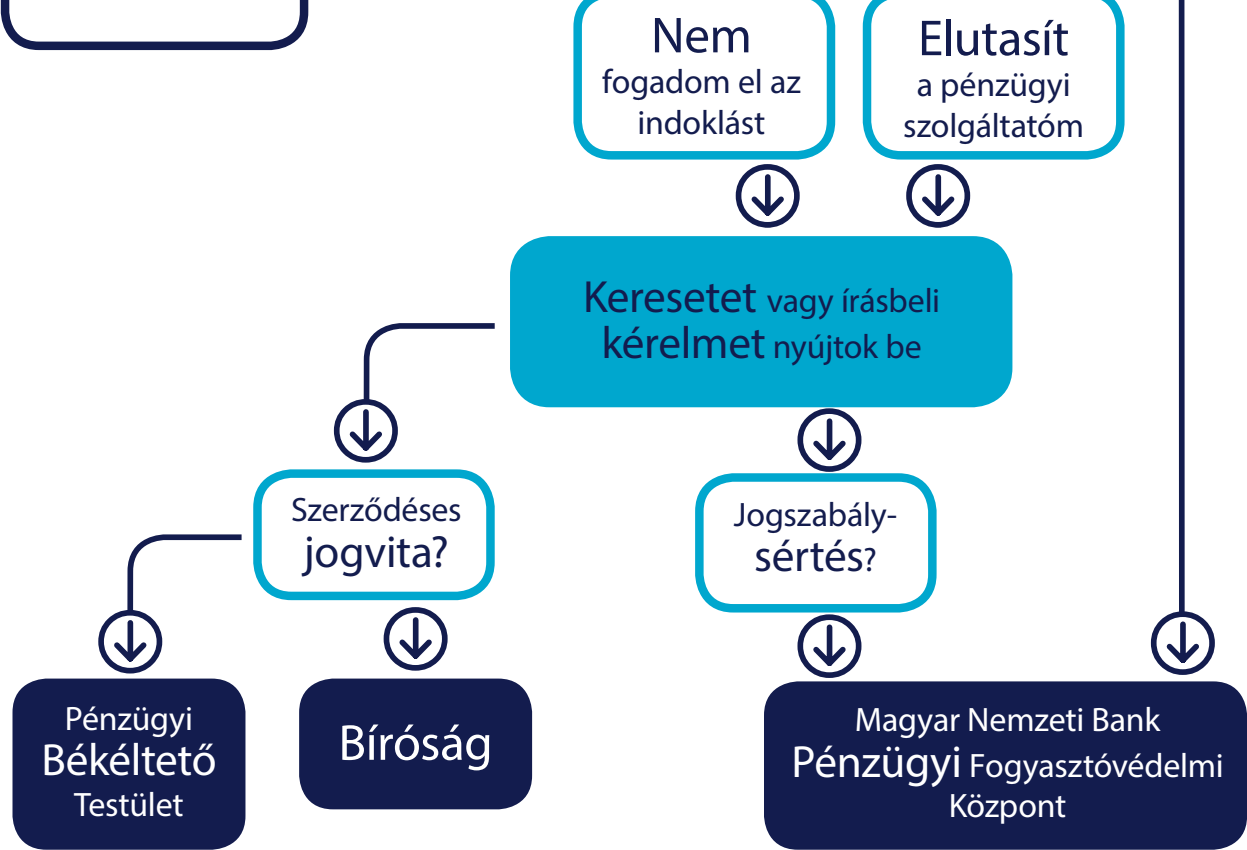 Nem
fogadom el az
indoklást
Elutasít
a pénzügyi
szolgáltatóm
Keresetet vagy írásbeli
kérelmet nyújtok be
Szerződéses
jogvita?
Jogszabály-
sértés?
Pénzügyi
Békéltető
Testület
Bíróság
Magyar Nemzeti Bank
Pénzügyi Fogyasztóvédelmi
Központ